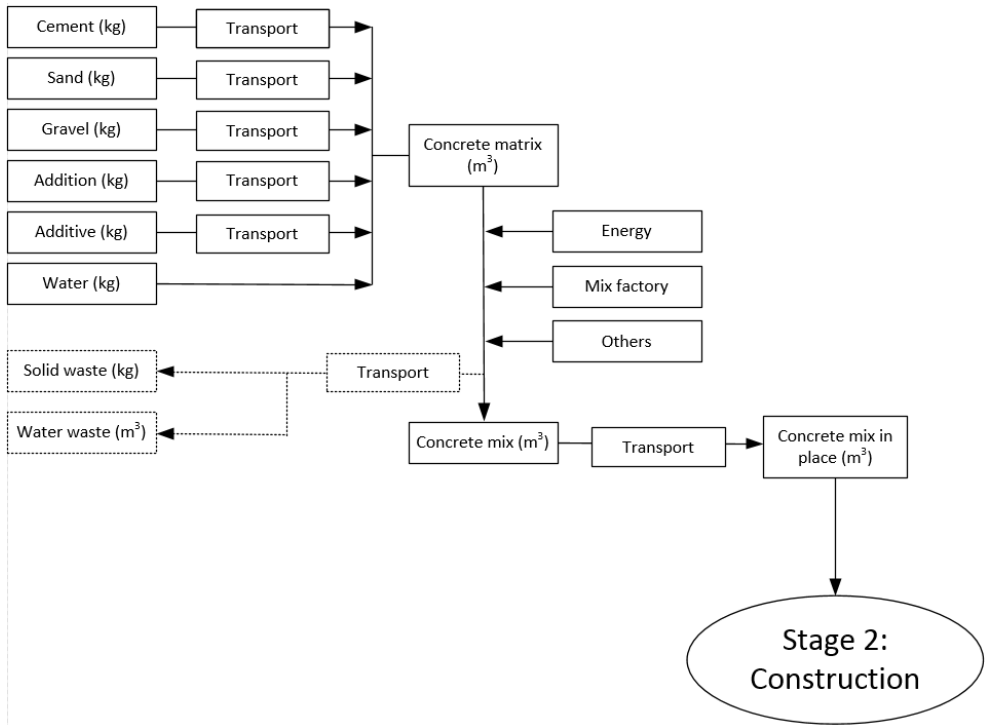 Cement (kg)
Transport
Sand (kg)
Transport
Gravel (kg)
Transport
Concrete matrix
(m³)
Addition (kg)
Transport
Additive (kg)
Transport
Energy
Water (kg)
Mix factory
Others
Solid waste (kg)
Transport
Water waste (m³)
Concrete mix (m³)
Transport
Concrete mix in
place (m³)
Stage 2:
Construction